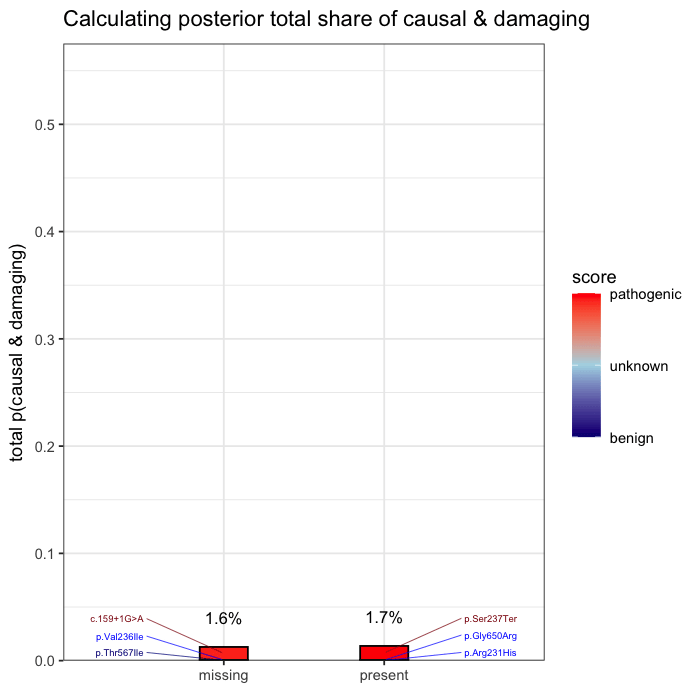 Calculating posterior total share of causal & damaging
total p(causal & damaging)
0.5
0.4
0.3
0.2
0.1
0.0
1.6%
1.7%
c.159+1G>A
p.Val236Ile
p.Thr567Ile
p.Ser237Ter
p.Gly650Arg
p.Arg231His
missing
present
score
pathogenic
unknown
benign